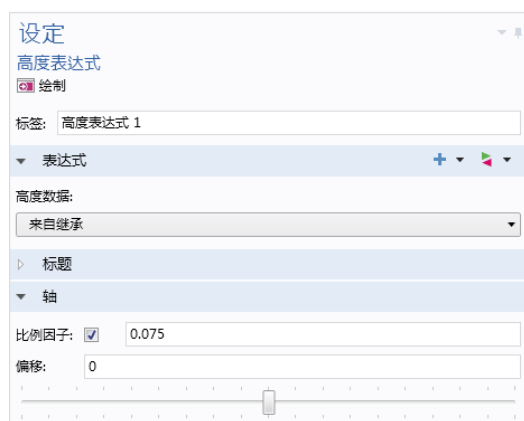 设定
高度表达式
绘制
标签: 高度表达式 1
表达式
高度数据:
来自继承
标题
轴
比例因子: 0.075
偏移: 0